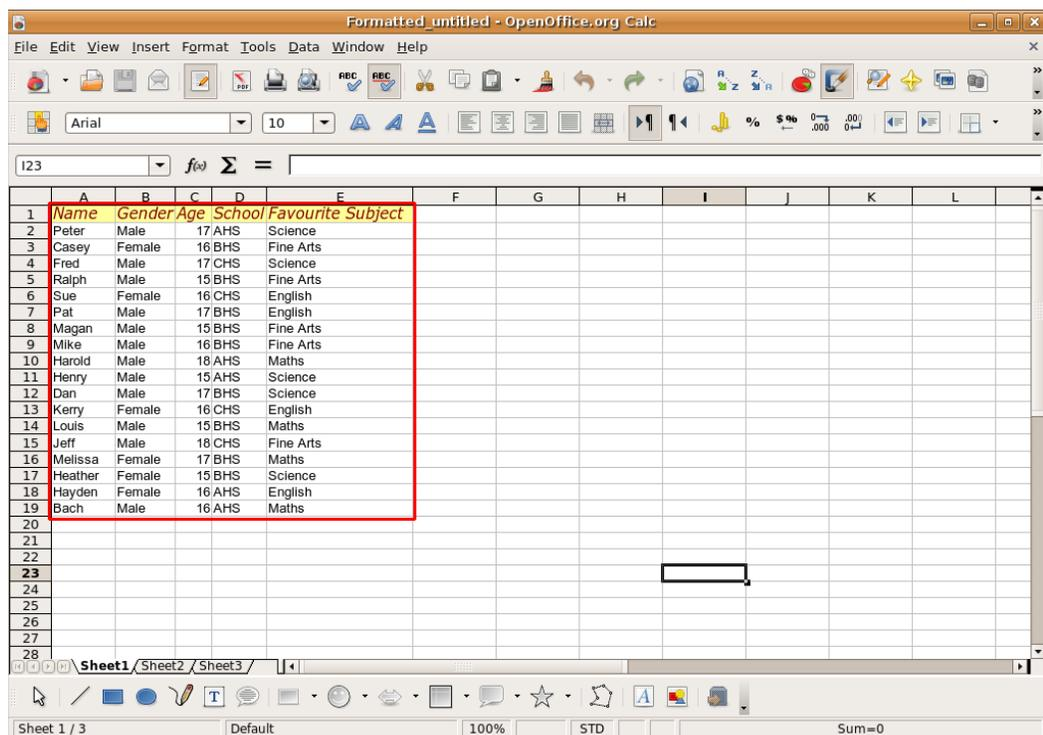 Formatted_untitled - OpenOffice.org Calc
File Edit View Insert Format Tools Data Window Help
Arial 10
I23 f(x) Σ =
A B C D E F G H I J K L
1 Name Gender Age School Favourite Subject
2 Peter Male 17 AHS Science
3 Casey Female 16 BHS Fine Arts
4 Fred Male 17 CHS Science
5 Ralph Male 15 BHS Fine Arts
6 Sue Female 16 CHS English
7 Pat Male 17 BHS English
8 Magan Male 15 BHS Fine Arts
9 Mike Male 16 BHS Fine Arts
10 Harold Male 18 AHS Maths
11 Henry Male 15 AHS Science
12 Dan Male 17 BHS Science
13 Kerry Female 16 CHS English
14 Louis Male 15 BHS Maths
15 Jeff Male 18 CHS Fine Arts
16 Melissa Female 17 BHS Maths
17 Heather Female 15 BHS Science
18 Hayden Female 16 AHS English
19 Bach Male 16 AHS Maths
20
21
22
23
24
25
26
27
28
Sheet1 Sheet2 Sheet3
Sheet 1 / 3 Default 100% STD Sum=0